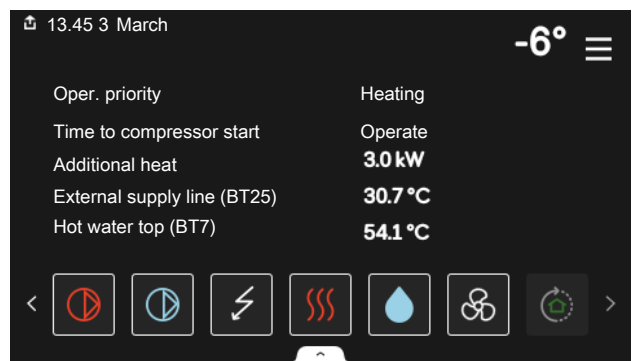 13.45 3 March
-6°
Oper. priority Heating
Time to compressor start Operate
Additional heat 3.0 kW
External supply line (BT25) 30.7 °C
Hot water top (BT7) 54.1 °C